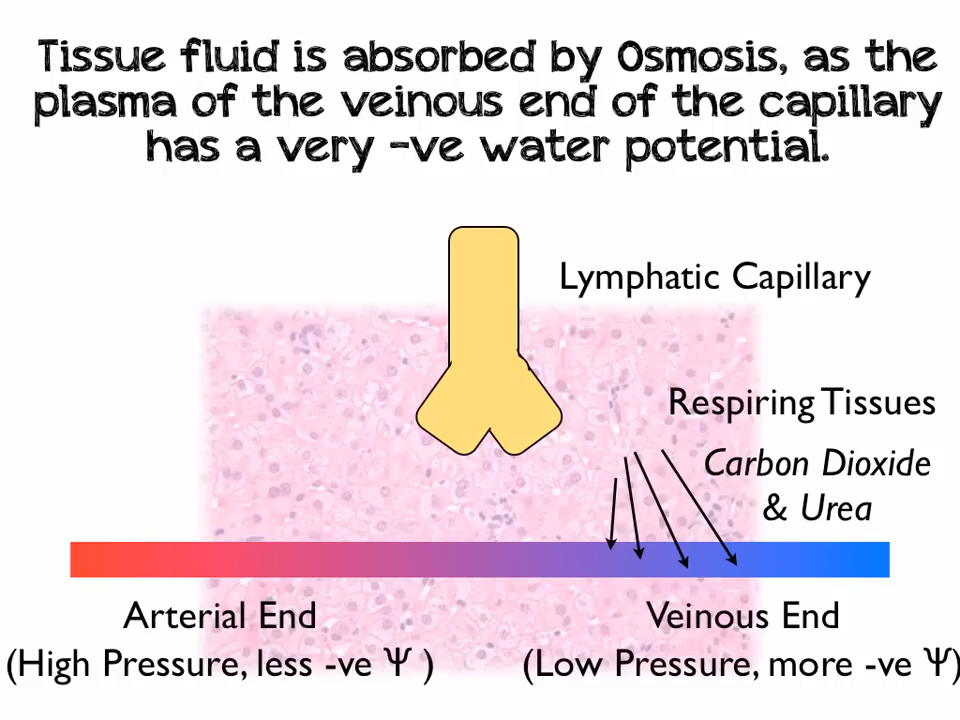 Tissue fluid is absorbed by Osmosis, as the
plasma of the veinous end of the capillary
has a very -ve water potential.
Lymphatic Capillary
Respiring Tissues
Carbon Dioxide
& Urea
Arterial End
(High Pressure, less -ve Ψ )
Veinous End
(Low Pressure, more -ve Ψ)